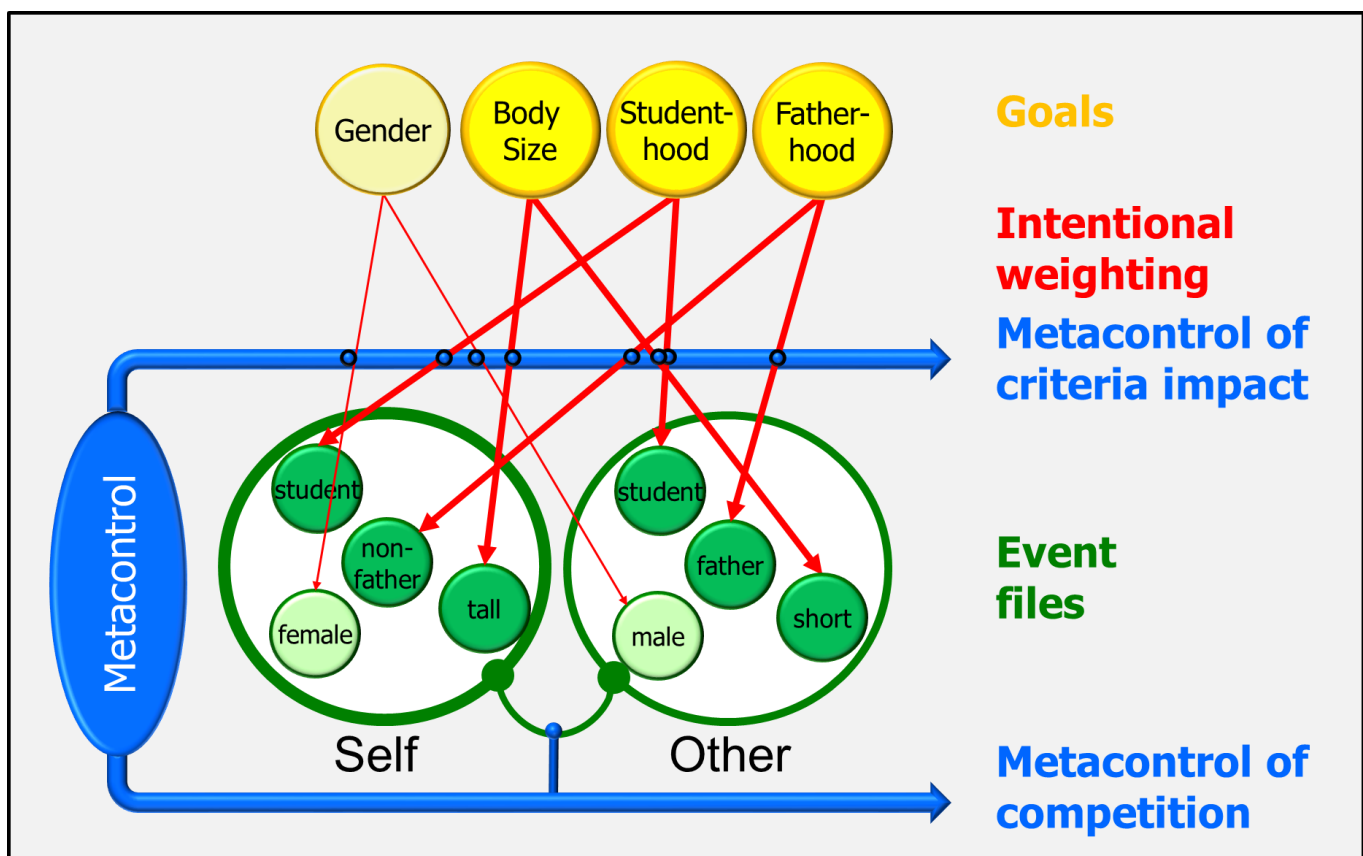 Gender
Body
Size
Student-
hood
Father-
hood
Goals
Intentional
weighting
Metacontrol of
criteria impact
Metacontrol
student
non-
father
tall
female
student
father
short
male
Event
files
Self
Other
Metacontrol of
competition